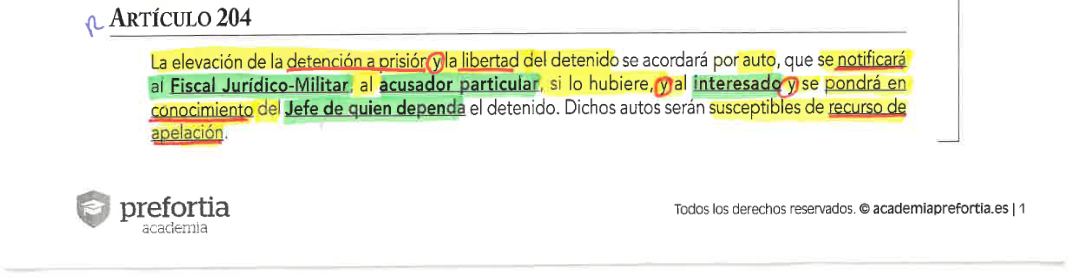 ARTÍCULO 204
La elevación de la detención a prisión y la libertad del detenido se acordará por auto, que se notificará
al Fiscal Jurídico-Militar, al acusador particular, si lo hubiere, y al interesado y se pondrá en
conocimiento del Jefe de quien dependa el detenido. Dichos autos serán susceptibles de recurso de
apelación.
prefortia
academia
Todos los derechos reservados. © academiaprefortia.es | 1